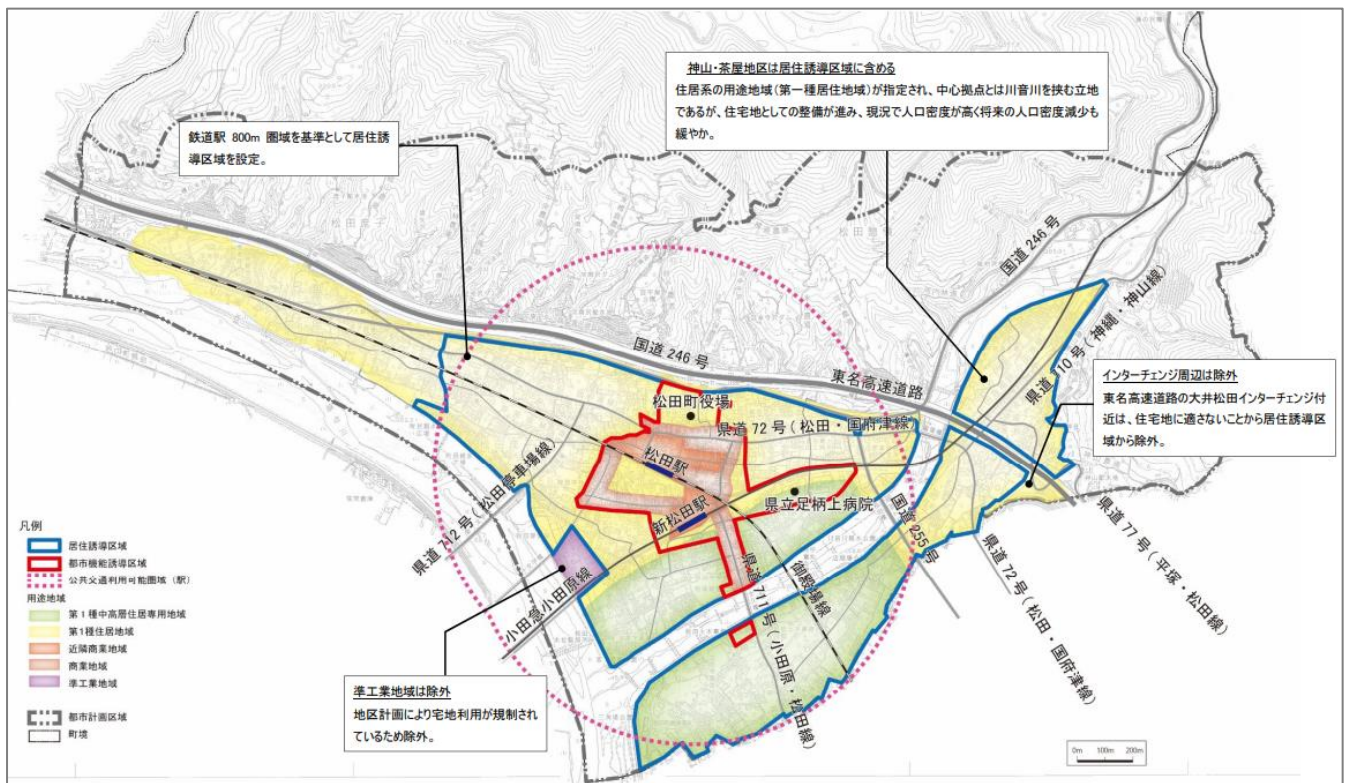 神山・茶屋地区は居住誘導区域に含める
住居系の用途地域(第一種居住地域)が指定され、中心拠点とは川音川を挟む立地
であるが、住宅地としての整備が進み、現況で人口密度が高く将来の人口密度減少も
緩やか。
鉄道駅 800m 圏域を基準として居住誘
導区域を設定。
国道 246 号
県道 710 号(神縄・神山線)
国道 246 号
東名高速道路
インターチェンジ周辺は除外
東名高速道路の大井松田インターチェンジ付
近は、住宅地に適さないことから居住誘導区
域から除外。
松田町役場
県道 72 号(松田・国府津線)
松田駅
県道 712 号(松田停車場線)
新松田駅
県立足柄上病院
国道 255 号
県道 77 号(平塚・松田線)
県道 72 号(松田・国府津線)
小田急小田原線
県道 711 号(小田原・松田線)
御殿場線
凡例
居住誘導区域
都市機能誘導区域
公共交通利用可能圏域(駅)
用途地域
第1種中高層住居専用地域
第1種住居地域
近隣商業地域
商業地域
準工業地域
都市計画区域
町境
準工業地域は除外
地区計画により宅地利用が規制され
ているため除外。
0m 100m 200m